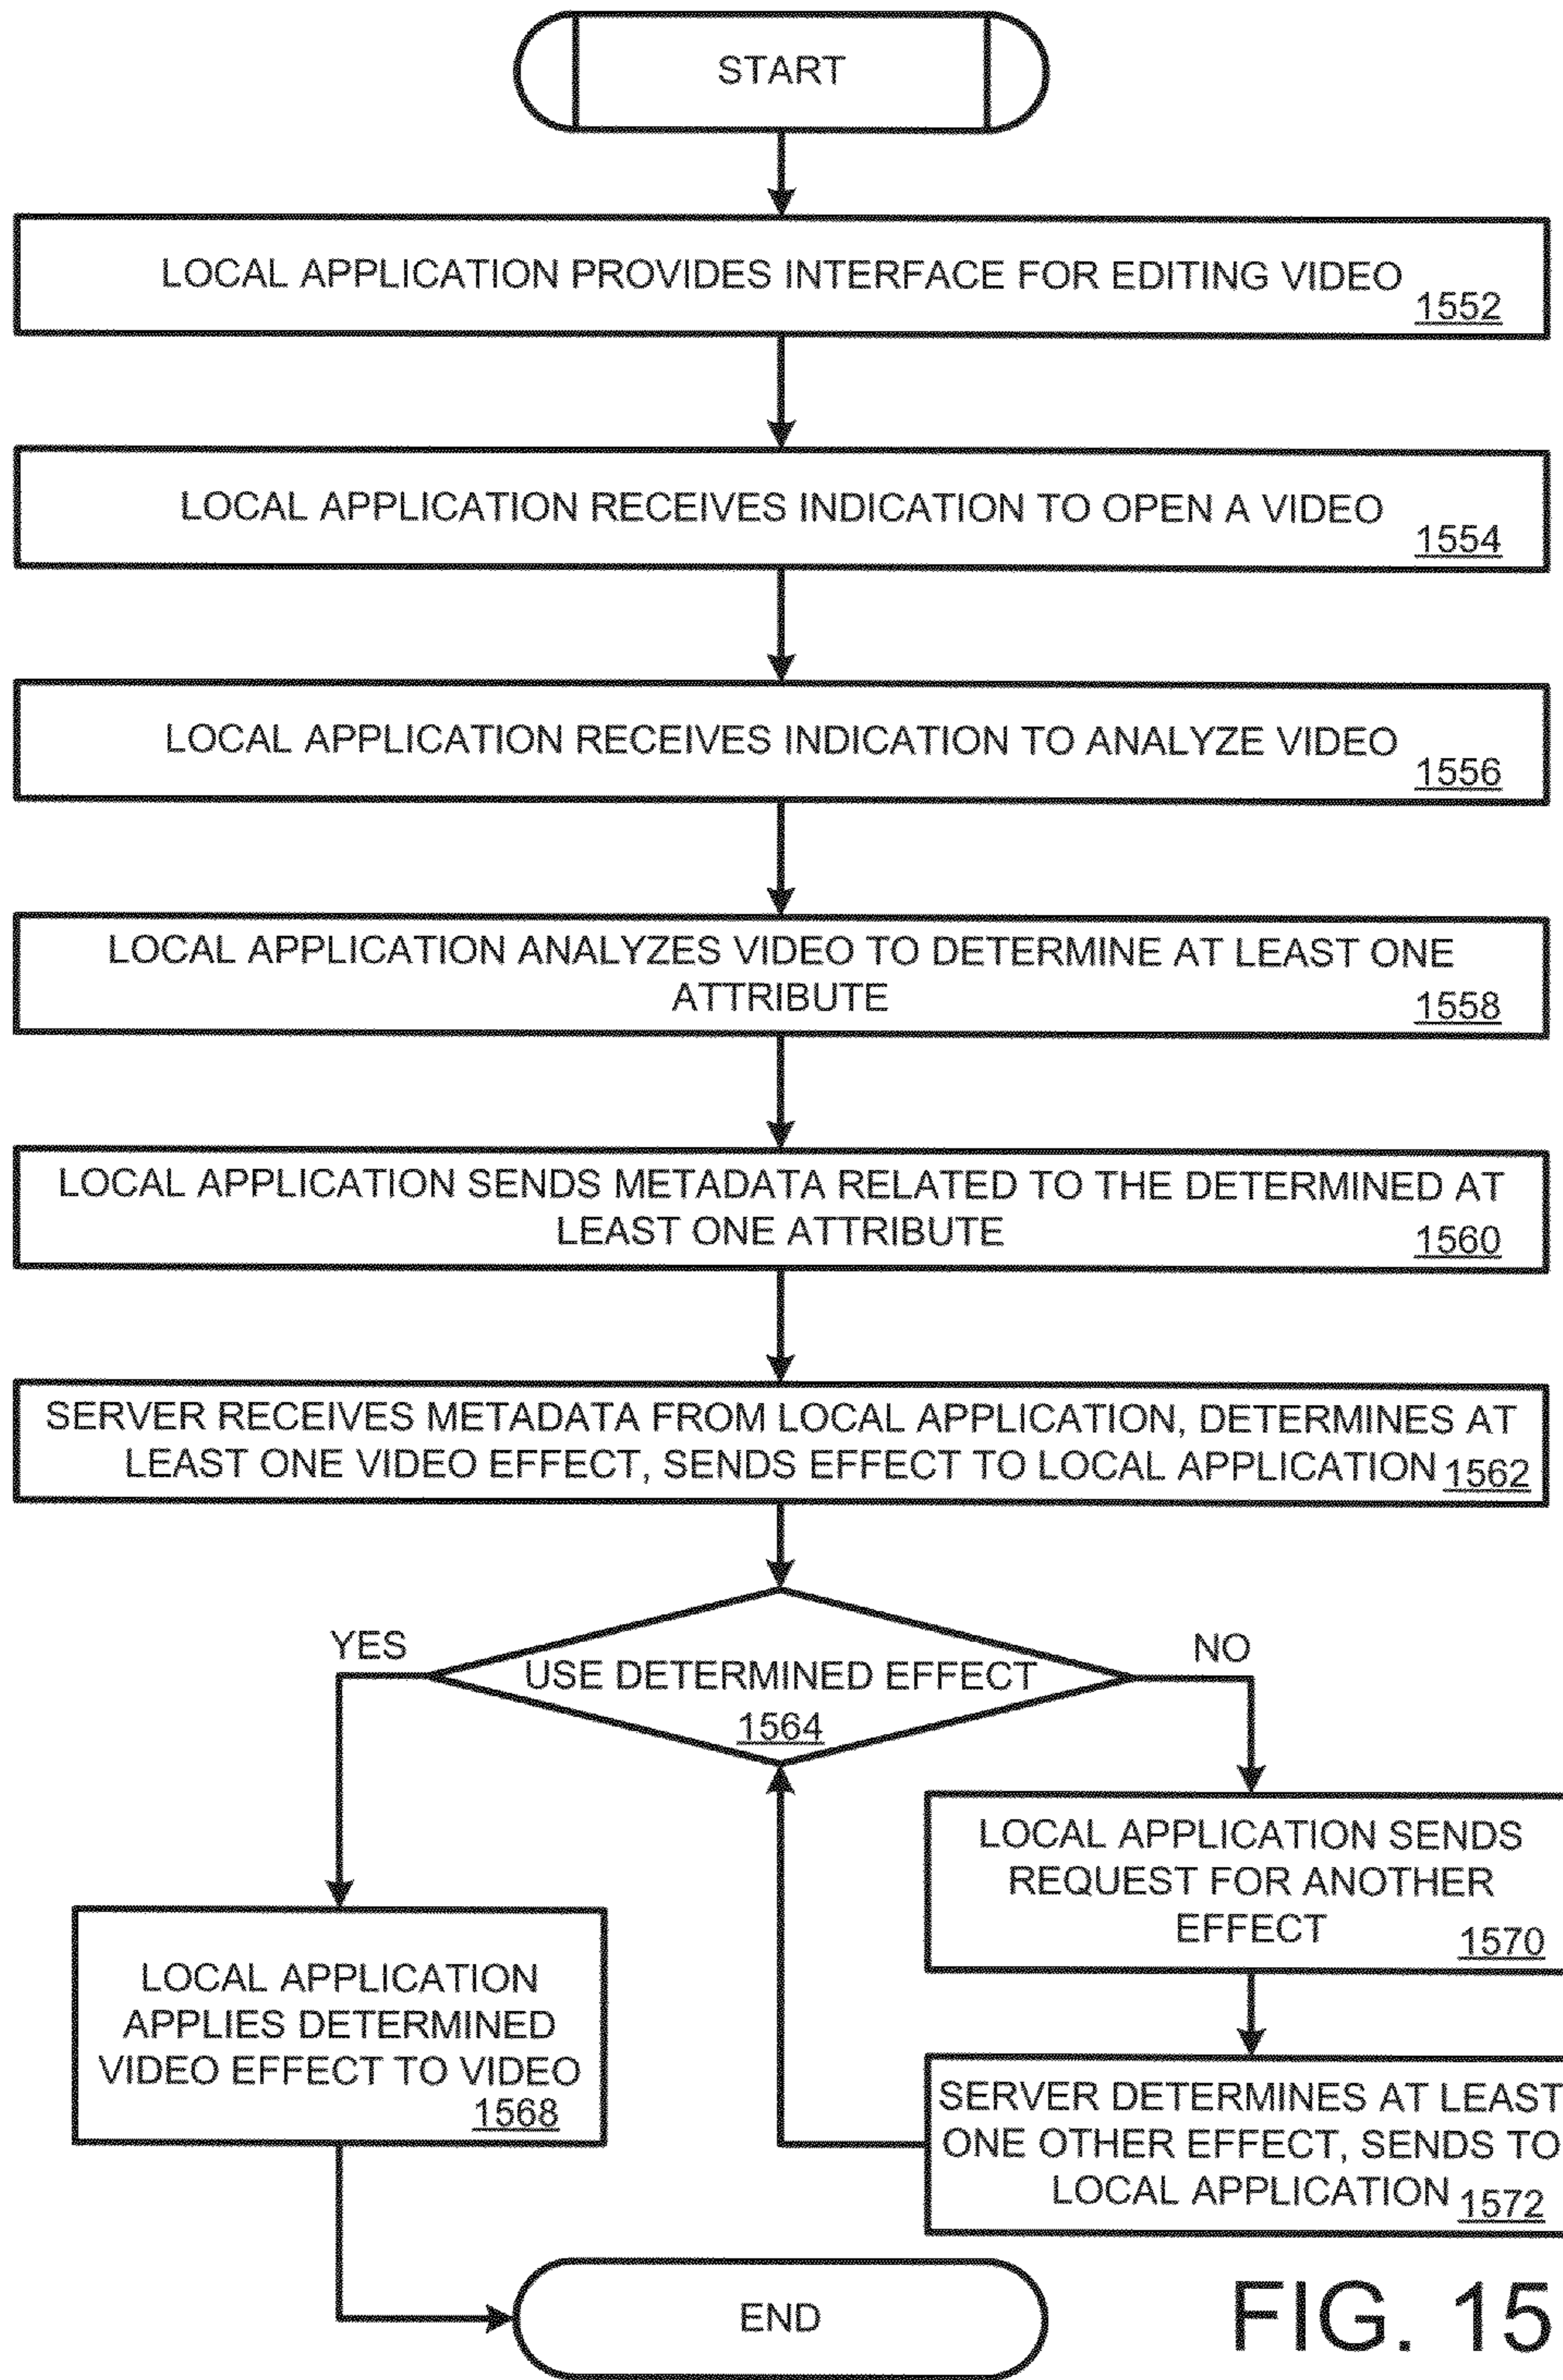 START
LOCAL APPLICATION PROVIDES INTERFACE FOR EDITING VIDEO
1552
LOCAL APPLICATION RECEIVES INDICATION TO OPEN A VIDEO
1554
LOCAL APPLICATION RECEIVES INDICATION TO ANALYZE VIDEO
1556
LOCAL APPLICATION ANALYZES VIDEO TO DETERMINE AT LEAST ONE
ATTRIBUTE
1558
LOCAL APPLICATION SENDS METADATA RELATED TO THE DETERMINED AT
LEAST ONE ATTRIBUTE
1560
SERVER RECEIVES METADATA FROM LOCAL APPLICATION, DETERMINES AT
LEAST ONE VIDEO EFFECT, SENDS EFFECT TO LOCAL APPLICATION 1562
YES
NO
USE DETERMINED EFFECT
1564
LOCAL APPLICATION SENDS
REQUEST FOR ANOTHER
EFFECT
1570
LOCAL APPLICATION
APPLIES DETERMINED
VIDEO EFFECT TO VIDEO
1568
SERVER DETERMINES AT LEAST
ONE OTHER EFFECT, SENDS TO
LOCAL APPLICATION 1572
END
FIG. 15